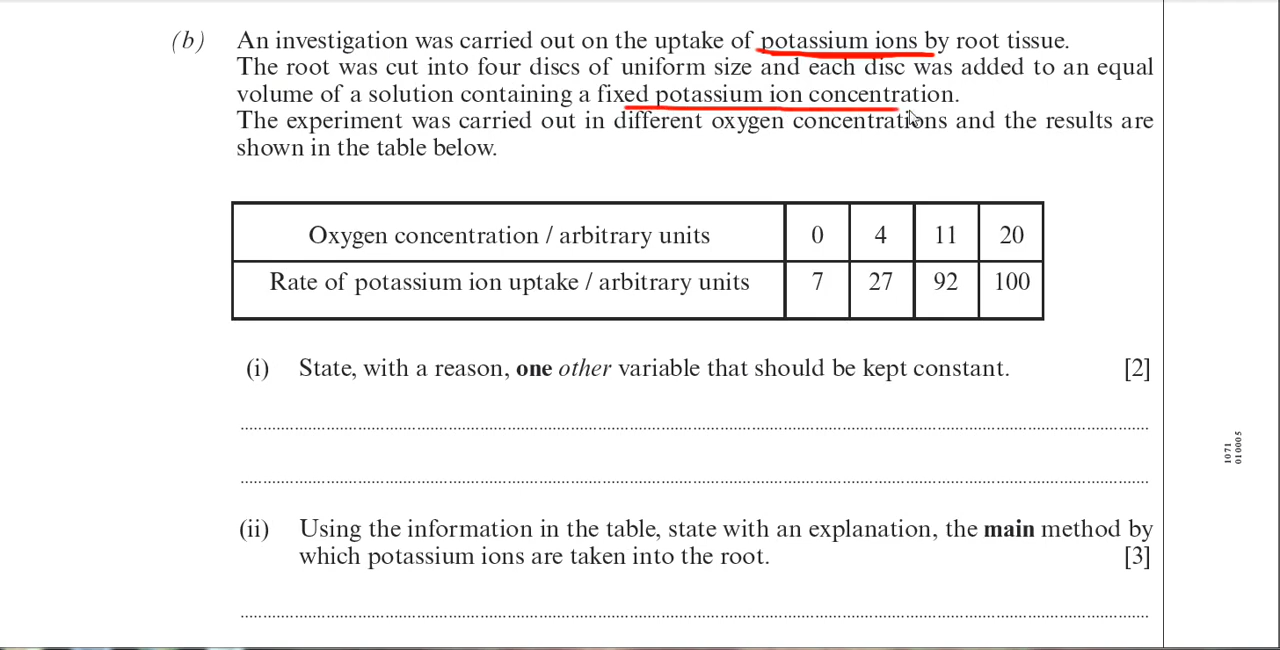 (b) An investigation was carried out on the uptake of potassium ions by root tissue.
The root was cut into four discs of uniform size and each disc was added to an equal
volume of a solution containing a fixed potassium ion concentration.
The experiment was carried out in different oxygen concentrations and the results are
shown in the table below.
Oxygen concentration / arbitrary units 0 4 11 20
Rate of potassium ion uptake / arbitrary units 7 27 92 100
(i) State, with a reason, one other variable that should be kept constant. [2]
(ii) Using the information in the table, state with an explanation, the main method by
which potassium ions are taken into the root. [3]
1071
010005